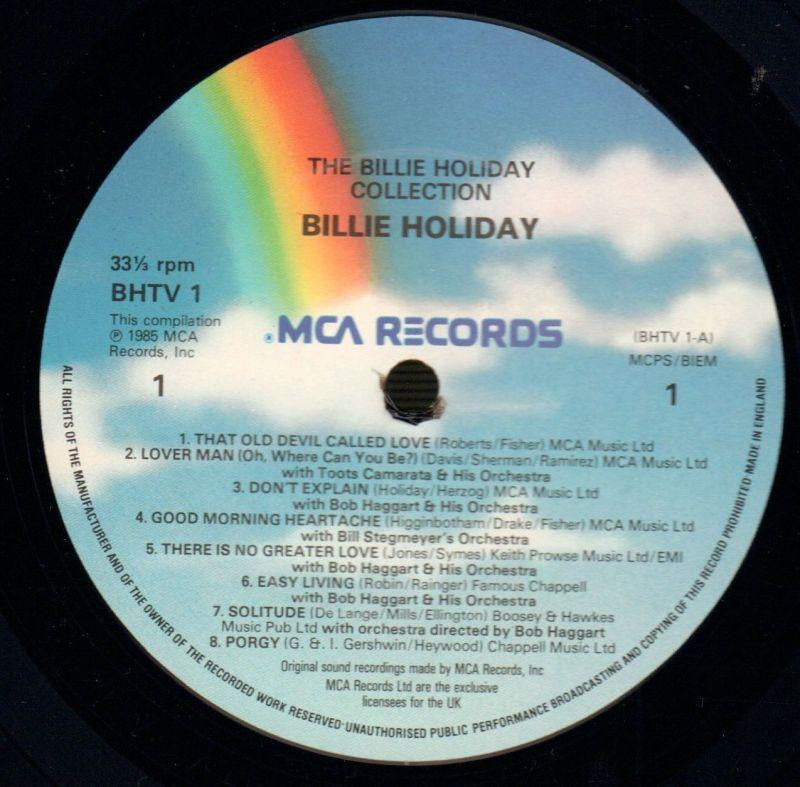 THE BILLIE HOLIDAY
COLLECTION
BILLIE HOLIDAY
33⅓ rpm
BHTV 1
This compilation
Ⓟ 1985 MCA
Records, Inc
1
® MCA RECORDS
(BHTV 1-A)
MCPS/BIEM
1
1. THAT OLD DEVIL CALLED LOVE (Roberts/Fisher) MCA Music Ltd
2. LOVER MAN (Oh, Where Can You Be?) (Davis/Sherman/Ramirez) MCA Music Ltd
with Toots Camarata & His Orchestra
3. DON'T EXPLAIN (Holiday/Herzog) MCA Music Ltd
with Bob Haggart & His Orchestra
4. GOOD MORNING HEARTACHE (Higginbotham/Drake/Fisher) MCA Music Ltd
with Bill Stegmeyer's Orchestra
5. THERE IS NO GREATER LOVE (Jones/Symes) Keith Prowse Music Ltd/EMI
with Bob Haggart & His Orchestra
6. EASY LIVING (Robin/Rainger) Famous Chappell
with Bob Haggart & His Orchestra
7. SOLITUDE (De Lange/Mills/Ellington) Boosey & Hawkes
Music Pub Ltd with orchestra directed by Bob Haggart
8. PORGY (G. & I. Gershwin/Heywood) Chappell Music Ltd
Original sound recordings made by MCA Records, Inc
MCA Records Ltd are the exclusive
licensees for the UK
ALL RIGHTS OF THE MANUFACTURER AND OF THE OWNER OF THE RECORDED WORK RESERVED·UNAUTHORISED PUBLIC PERFORMANCE BROADCASTING AND COPYING OF THIS RECORD PROHIBITED·MADE IN ENGLAND